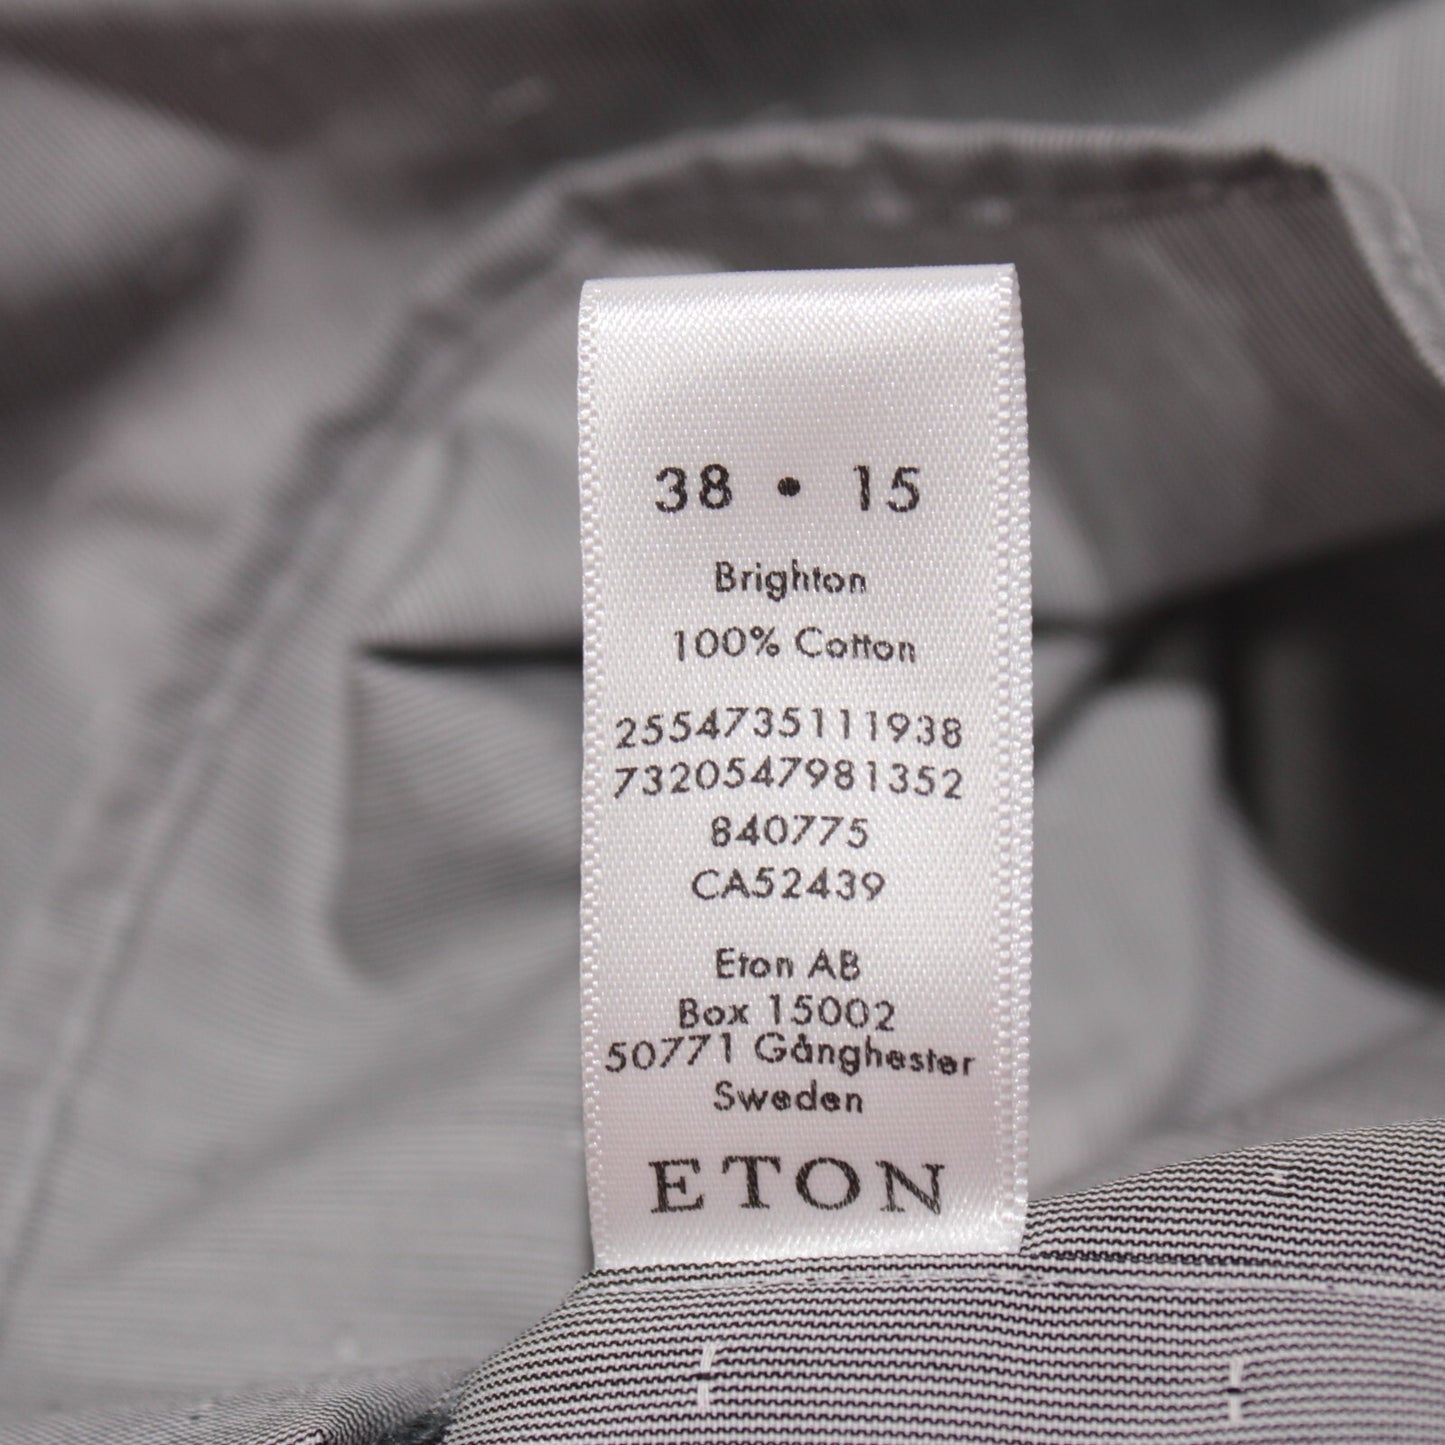 38 • 15
Brighton
100% Cotton
2554735111938
7320547981352
840775
CA52439
Eton AB
Box 15002
50771 Gånghester
Sweden
ETON